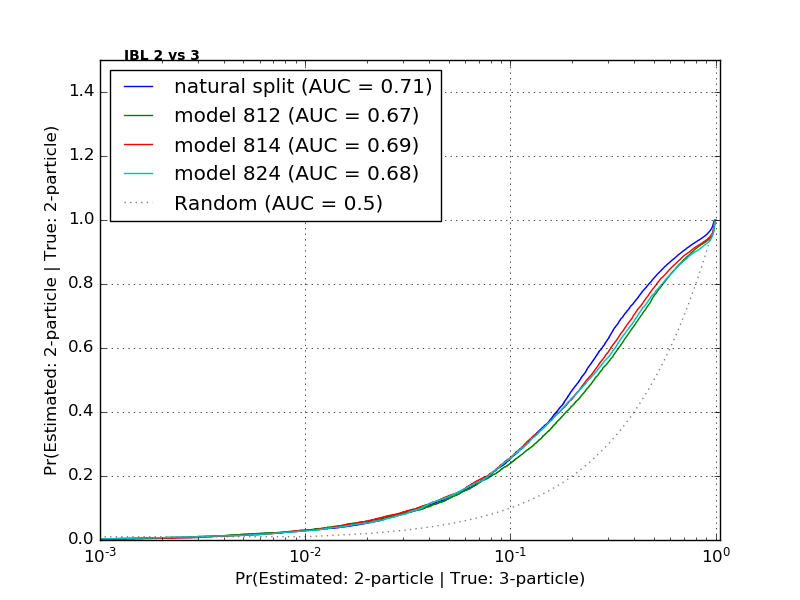 IBL 2 vs 3
natural split (AUC = 0.71)
model 812 (AUC = 0.67)
model 814 (AUC = 0.69)
model 824 (AUC = 0.68)
Random (AUC = 0.5)
Pr(Estimated: 2-particle | True: 2-particle)
1.4
1.2
1.0
0.8
0.6
0.4
0.2
0.0
10⁻³ 10⁻² 10⁻¹ 10⁰
Pr(Estimated: 2-particle | True: 3-particle)